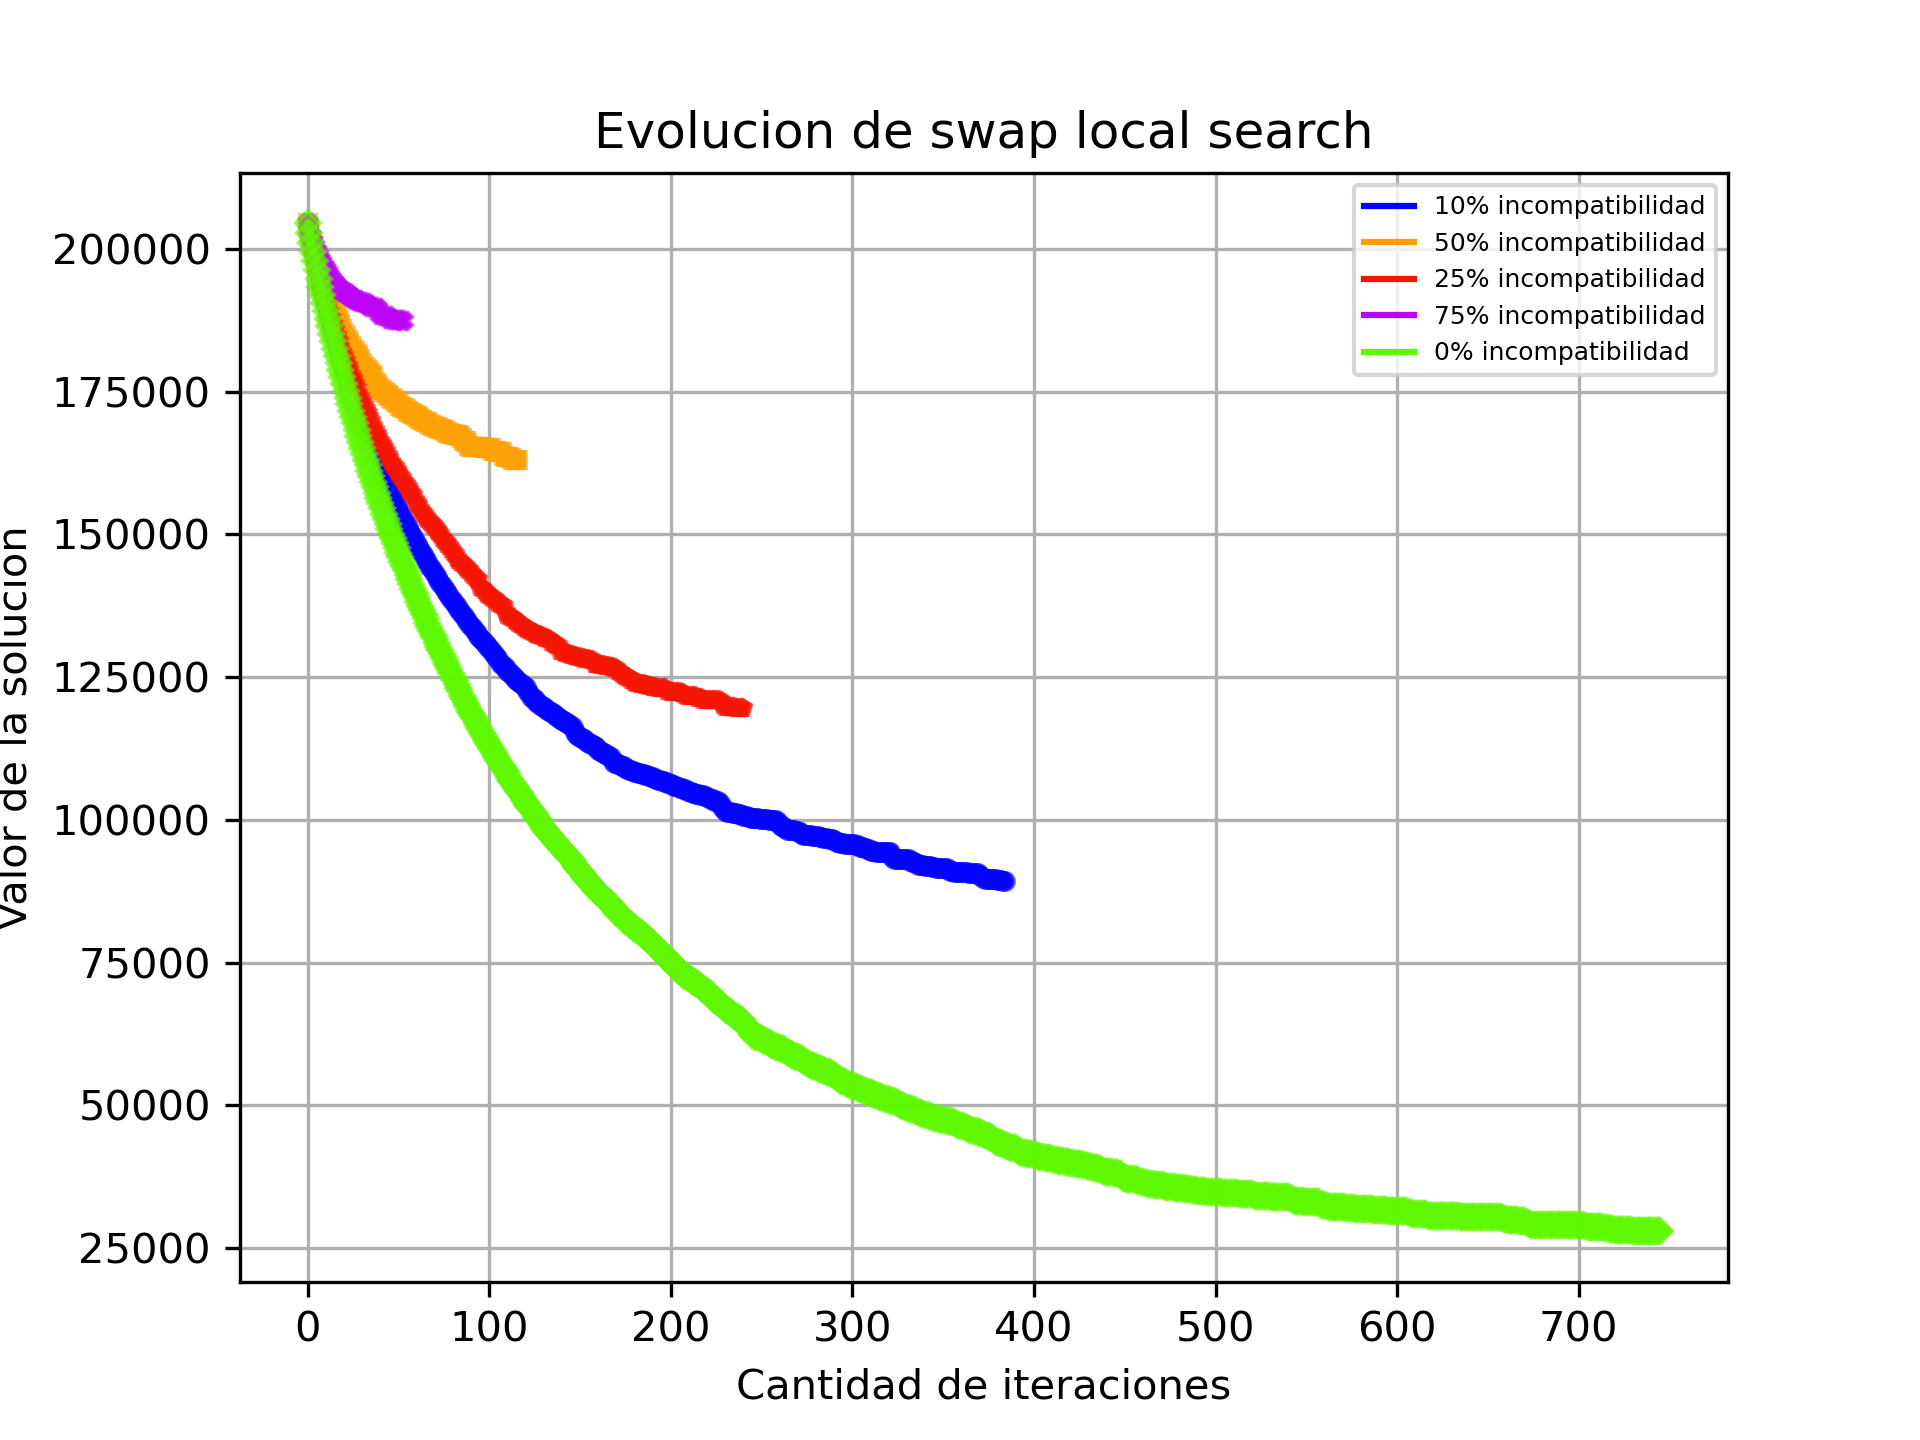 Evolucion de swap local search
10% incompatibilidad
50% incompatibilidad
25% incompatibilidad
75% incompatibilidad
0% incompatibilidad
Valor de la solucion
200000
175000
150000
125000
100000
75000
50000
25000
0 100 200 300 400 500 600 700
Cantidad de iteraciones